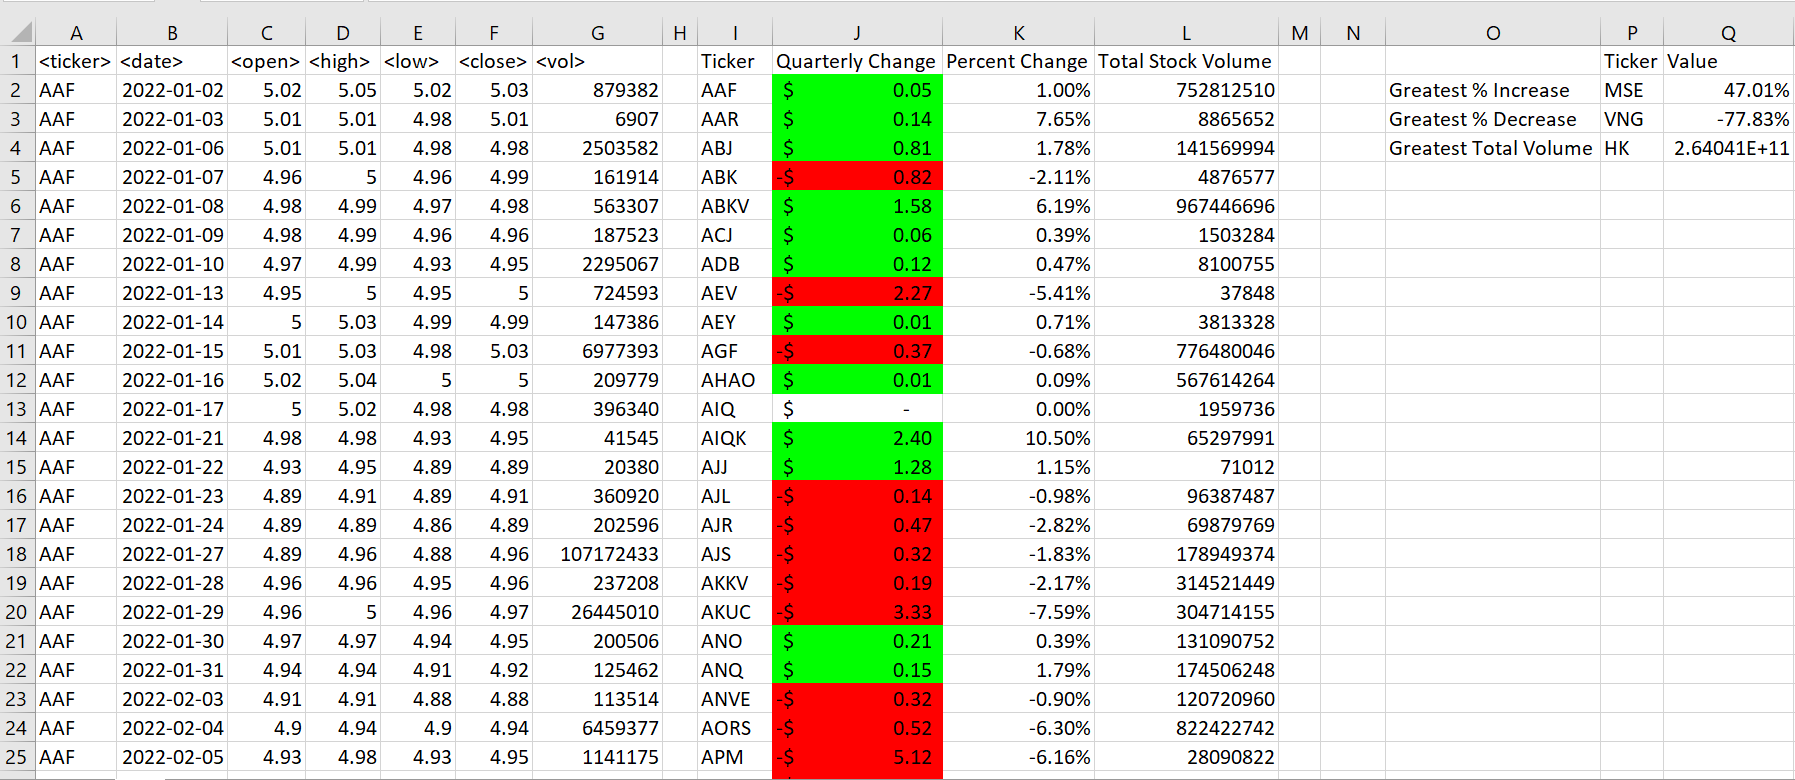 A B C D E F G H I J K L M N O P Q
1 <ticker> <date> <open> <high> <low> <close> <vol> Ticker Quarterly Change Percent Change Total Stock Volume Ticker Value
2 AAF 2022-01-02 5.02 5.05 5.02 5.03 879382 AAF $ 0.05 1.00% 752812510 Greatest % Increase MSE 47.01%
3 AAF 2022-01-03 5.01 5.01 4.98 5.01 6907 AAR $ 0.14 7.65% 8865652 Greatest % Decrease VNG -77.83%
4 AAF 2022-01-06 5.01 5.01 4.98 4.98 2503582 ABJ $ 0.81 1.78% 141569994 Greatest Total Volume HK 2.64041E+11
5 AAF 2022-01-07 4.96 5 4.96 4.99 161914 ABK -$ 0.82 -2.11% 4876577
6 AAF 2022-01-08 4.98 4.99 4.97 4.98 563307 ABKV $ 1.58 6.19% 967446696
7 AAF 2022-01-09 4.98 4.99 4.96 4.96 187523 ACJ $ 0.06 0.39% 1503284
8 AAF 2022-01-10 4.97 4.99 4.93 4.95 2295067 ADB $ 0.12 0.47% 8100755
9 AAF 2022-01-13 4.95 5 4.95 5 724593 AEV -$ 2.27 -5.41% 37848
10 AAF 2022-01-14 5 5.03 4.99 4.99 147386 AEY $ 0.01 0.71% 3813328
11 AAF 2022-01-15 5.01 5.03 4.98 5.03 6977393 AGF -$ 0.37 -0.68% 776480046
12 AAF 2022-01-16 5.02 5.04 5 5 209779 AHAO $ 0.01 0.09% 567614264
13 AAF 2022-01-17 5 5.02 4.98 4.98 396340 AIQ $ - 0.00% 1959736
14 AAF 2022-01-21 4.98 4.98 4.93 4.95 41545 AIQK $ 2.40 10.50% 65297991
15 AAF 2022-01-22 4.93 4.95 4.89 4.89 20380 AJJ $ 1.28 1.15% 71012
16 AAF 2022-01-23 4.89 4.91 4.89 4.91 360920 AJL -$ 0.14 -0.98% 96387487
17 AAF 2022-01-24 4.89 4.89 4.86 4.89 202596 AJR -$ 0.47 -2.82% 69879769
18 AAF 2022-01-27 4.89 4.96 4.88 4.96 107172433 AJS -$ 0.32 -1.83% 178949374
19 AAF 2022-01-28 4.96 4.96 4.95 4.96 237208 AKKV -$ 0.19 -2.17% 314521449
20 AAF 2022-01-29 4.96 5 4.96 4.97 26445010 AKUC -$ 3.33 -7.59% 304714155
21 AAF 2022-01-30 4.97 4.97 4.94 4.95 200506 ANO $ 0.21 0.39% 131090752
22 AAF 2022-01-31 4.94 4.94 4.91 4.92 125462 ANQ $ 0.15 1.79% 174506248
23 AAF 2022-02-03 4.91 4.91 4.88 4.88 113514 ANVE -$ 0.32 -0.90% 120720960
24 AAF 2022-02-04 4.9 4.94 4.9 4.94 6459377 AORS -$ 0.52 -6.30% 822422742
25 AAF 2022-02-05 4.93 4.98 4.93 4.95 1141175 APM -$ 5.12 -6.16% 28090822